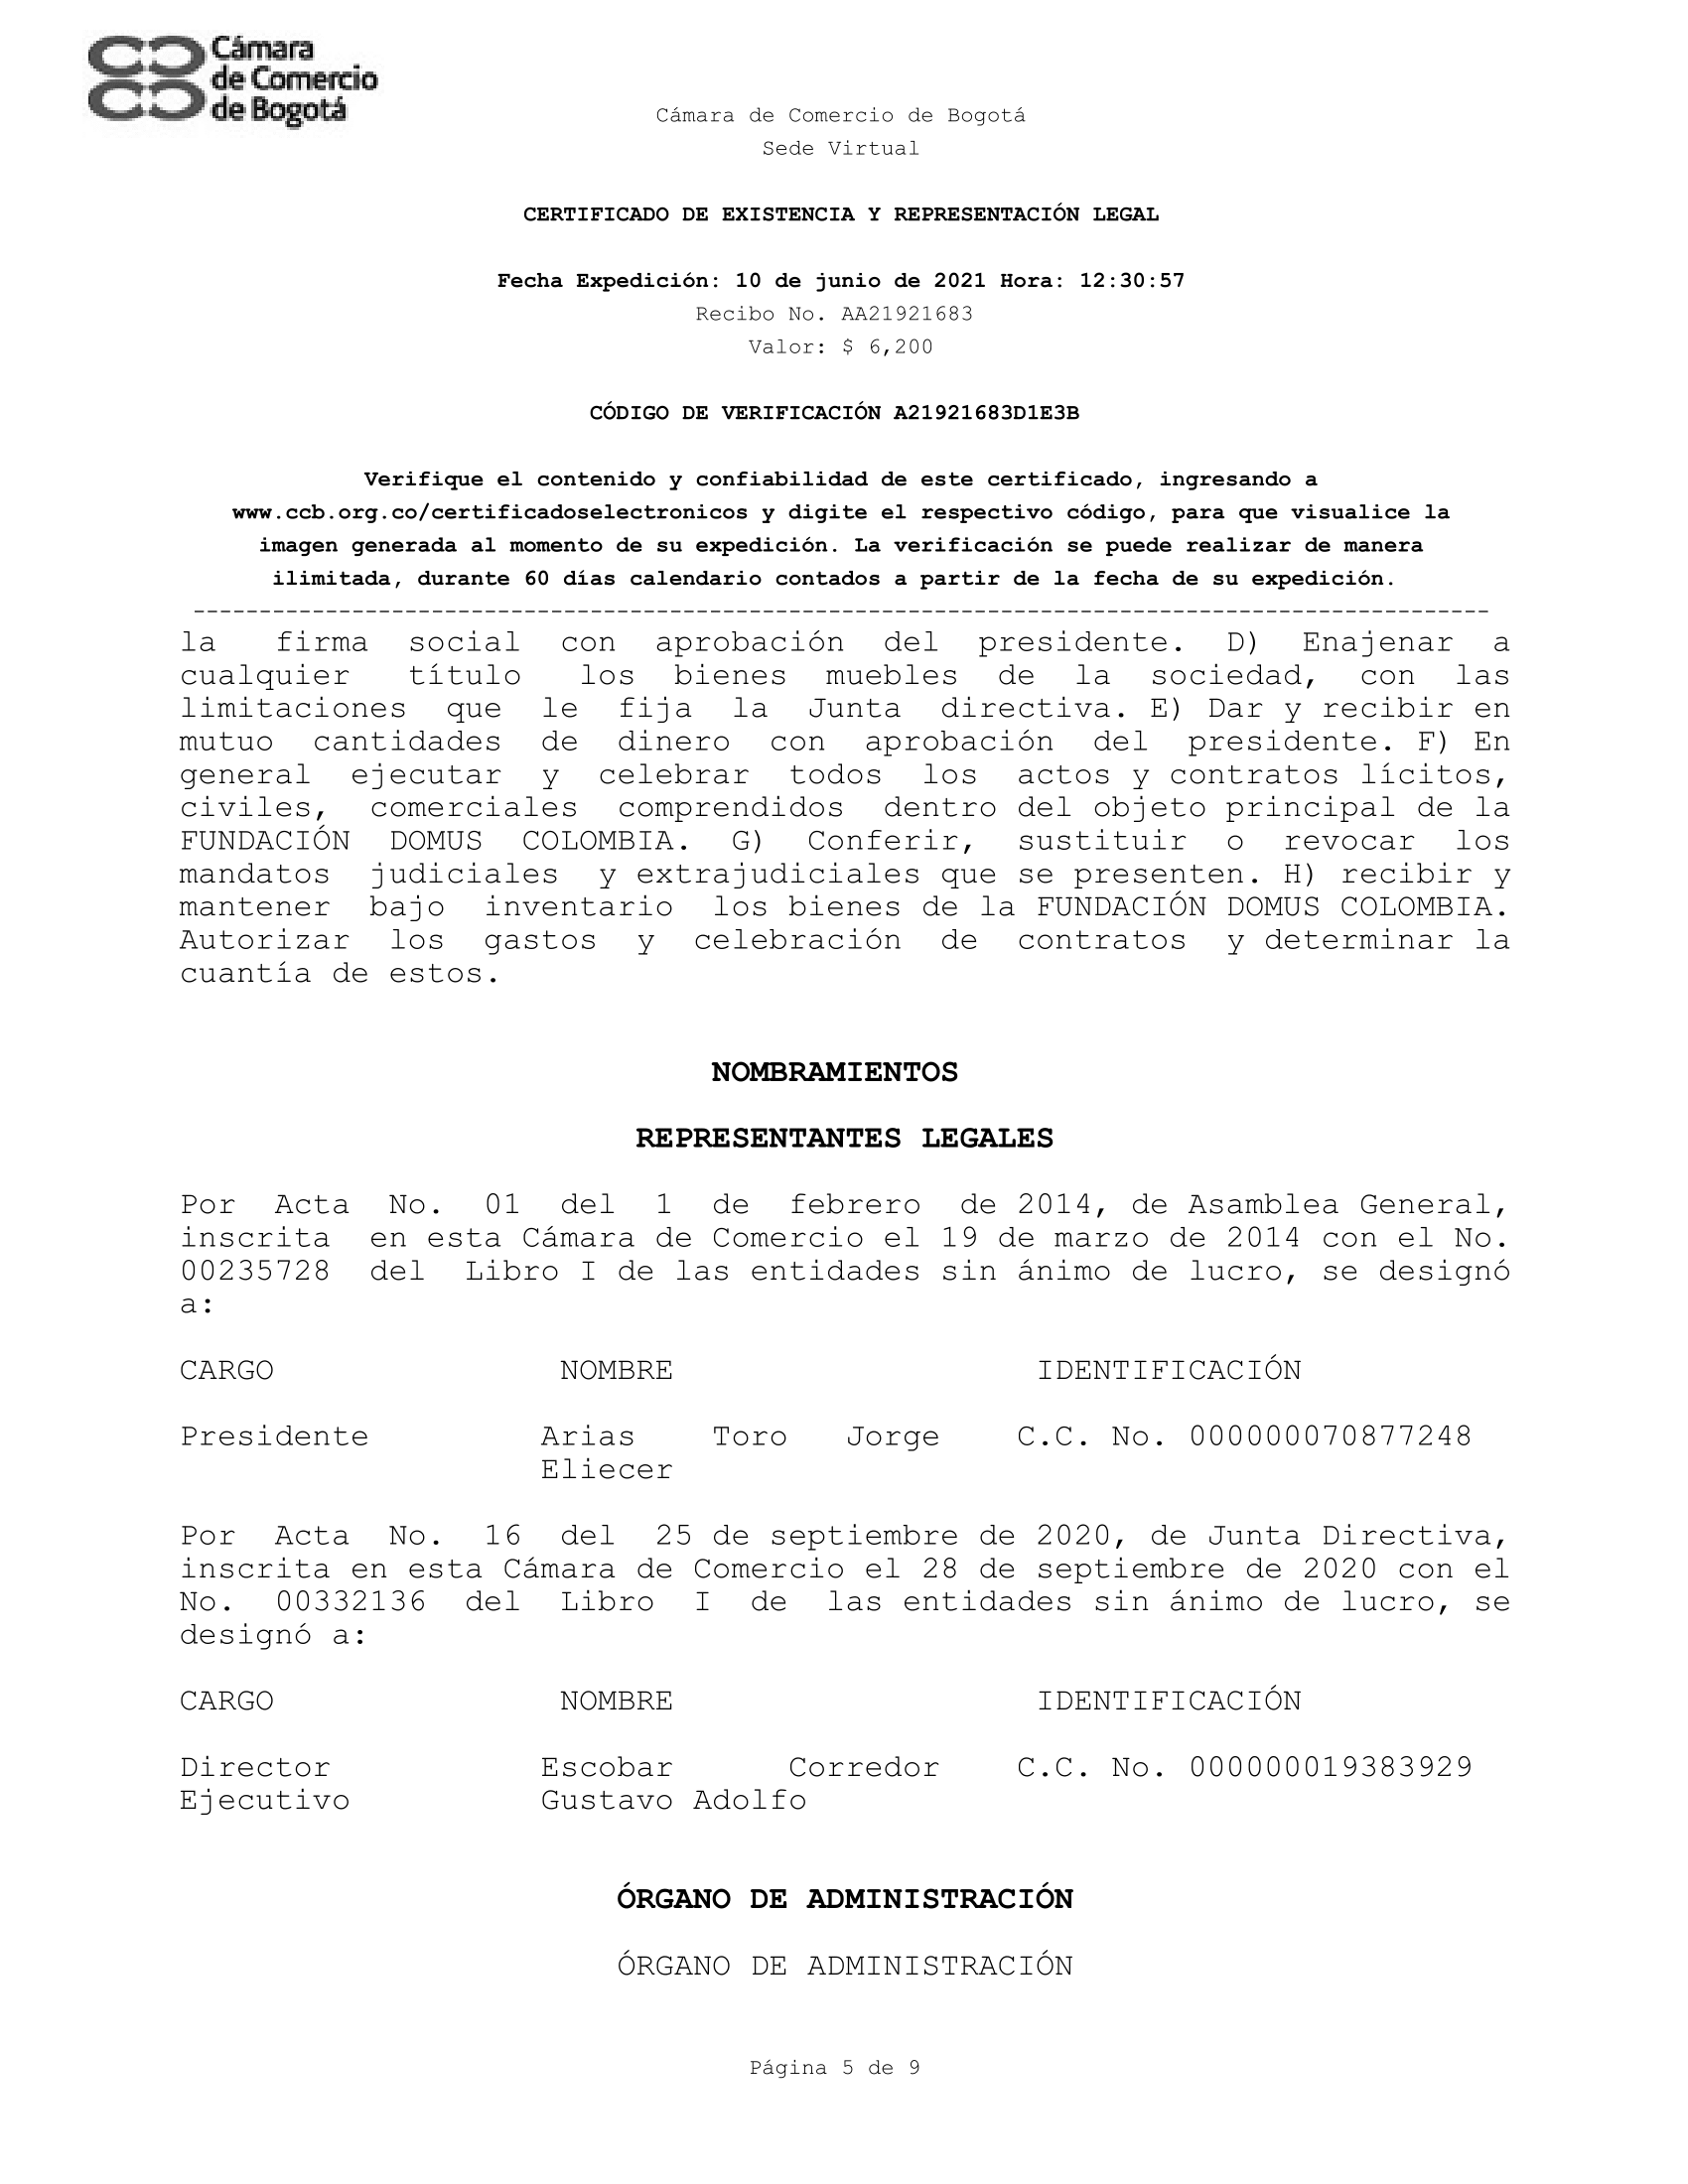 Cámara
de Comercio
de Bogotá
Cámara de Comercio de Bogotá
Sede Virtual
CERTIFICADO DE EXISTENCIA Y REPRESENTACIÓN LEGAL
Fecha Expedición: 10 de junio de 2021 Hora: 12:30:57
Recibo No. AA21921683
Valor: $ 6,200
CÓDIGO DE VERIFICACIÓN A21921683D1E3B
Verifique el contenido y confiabilidad de este certificado, ingresando a
www.ccb.org.co/certificadoselectronicos y digite el respectivo código, para que visualice la
imagen generada al momento de su expedición. La verificación se puede realizar de manera
ilimitada, durante 60 días calendario contados a partir de la fecha de su expedición.
--------------------------------------------------------------------------------------------------
la firma social con aprobación del presidente. D) Enajenar a
cualquier título los bienes muebles de la sociedad, con las
limitaciones que le fija la Junta directiva. E) Dar y recibir en
mutuo cantidades de dinero con aprobación del presidente. F) En
general ejecutar y celebrar todos los actos y contratos lícitos,
civiles, comerciales comprendidos dentro del objeto principal de la
FUNDACIÓN DOMUS COLOMBIA. G) Conferir, sustituir o revocar los
mandatos judiciales y extrajudiciales que se presenten. H) recibir y
mantener bajo inventario los bienes de la FUNDACIÓN DOMUS COLOMBIA.
Autorizar los gastos y celebración de contratos y determinar la
cuantía de estos.
NOMBRAMIENTOS
REPRESENTANTES LEGALES
Por Acta No. 01 del 1 de febrero de 2014, de Asamblea General,
inscrita en esta Cámara de Comercio el 19 de marzo de 2014 con el No.
00235728 del Libro I de las entidades sin ánimo de lucro, se designó
a:
CARGO NOMBRE IDENTIFICACIÓN
Presidente Arias Toro Jorge C.C. No. 000000070877248
Eliecer
Por Acta No. 16 del 25 de septiembre de 2020, de Junta Directiva,
inscrita en esta Cámara de Comercio el 28 de septiembre de 2020 con el
No. 00332136 del Libro I de las entidades sin ánimo de lucro, se
designó a:
CARGO NOMBRE IDENTIFICACIÓN
Director Escobar Corredor C.C. No. 000000019383929
Ejecutivo Gustavo Adolfo
ÓRGANO DE ADMINISTRACIÓN
ÓRGANO DE ADMINISTRACIÓN
Página 5 de 9